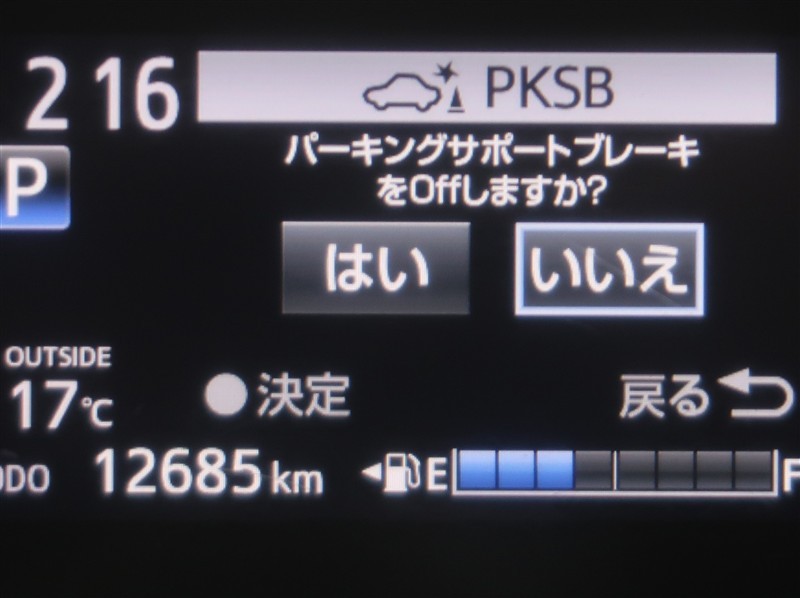 2 16
PKSB
パーキングサポートブレーキ
をOffしますか?
P
はい
いいえ
OUTSIDE
17℃
決定
戻る
ODO 12685 km
E
F